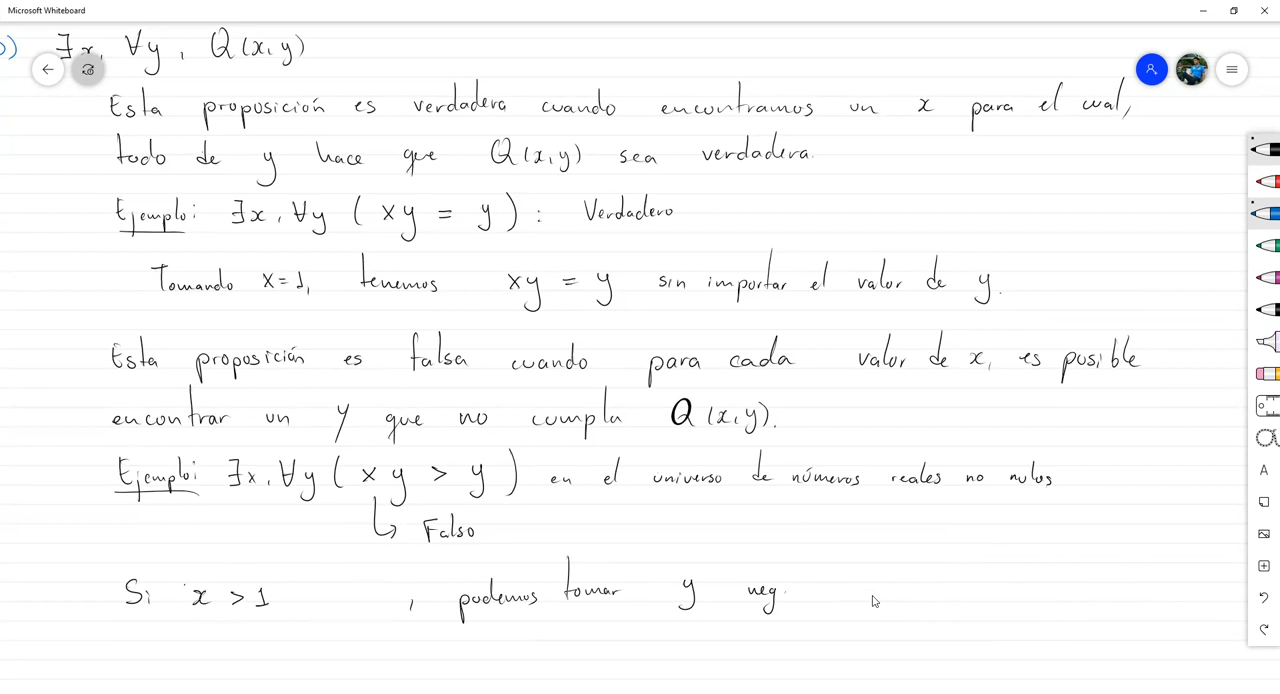 Microsoft Whiteboard
b) ∃x, ∀y, Q(x,y)
Esta proposición es verdadera cuando encontramos un x para el cual,
todo de y hace que Q(x,y) sea verdadera.
Ejemplo: ∃x, ∀y ( xy = y ) : Verdadero
Tomando x=1, tenemos xy = y sin importar el valor de y.
Esta proposición es falsa cuando para cada valor de x, es posible
encontrar un y que no cumpla Q(x,y).
Ejemplo: ∃x, ∀y ( xy > y ) en el universo de números reales no nulos
↳ Falso
Si x > 1 , podemos tomar y neg.